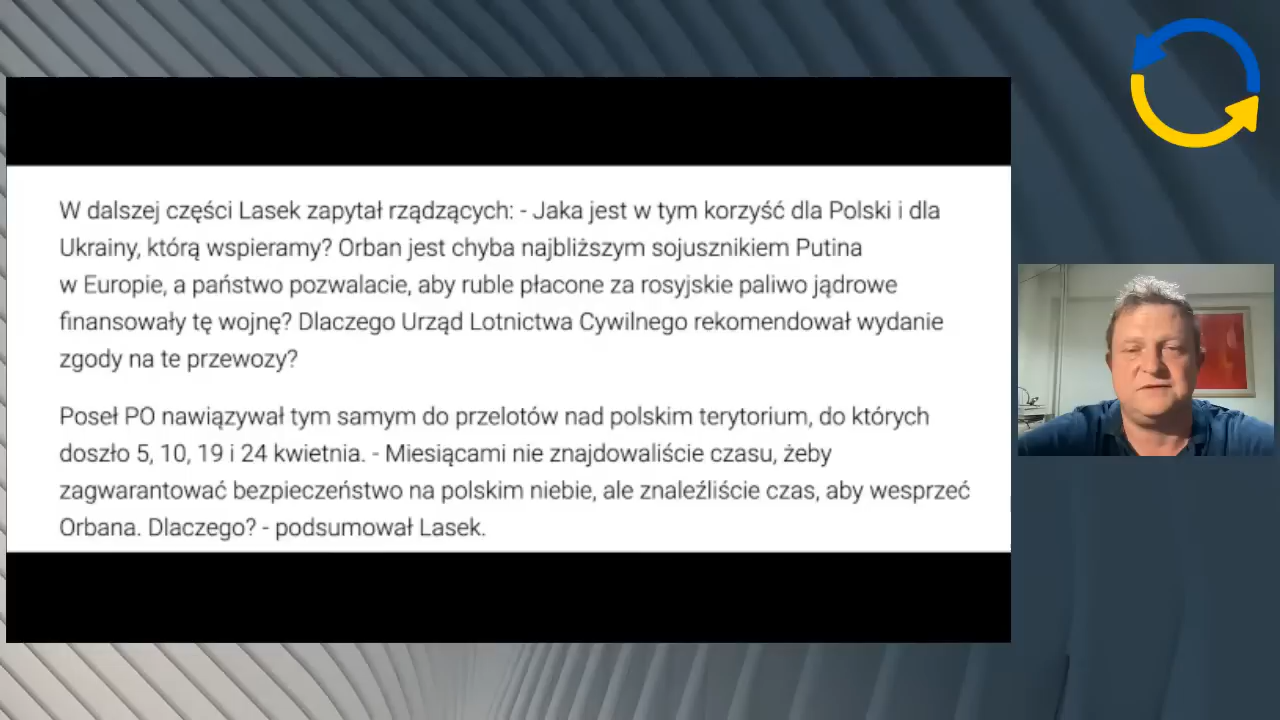 W dalszej części Lasek zapytał rządzących: - Jaka jest w tym korzyść dla Polski i dla
Ukrainy, którą wspieramy? Orban jest chyba najbliższym sojusznikiem Putina
w Europie, a państwo pozwalacie, aby ruble płacone za rosyjskie paliwo jądrowe
finansowały tę wojnę? Dlaczego Urząd Lotnictwa Cywilnego rekomendował wydanie
zgody na te przewozy?
Poseł PO nawiązywał tym samym do przelotów nad polskim terytorium, do których
doszło 5, 10, 19 i 24 kwietnia. - Miesiącami nie znajdowaliście czasu, żeby
zagwarantować bezpieczeństwo na polskim niebie, ale znaleźliście czas, aby wesprzeć
Orbana. Dlaczego? - podsumował Lasek.